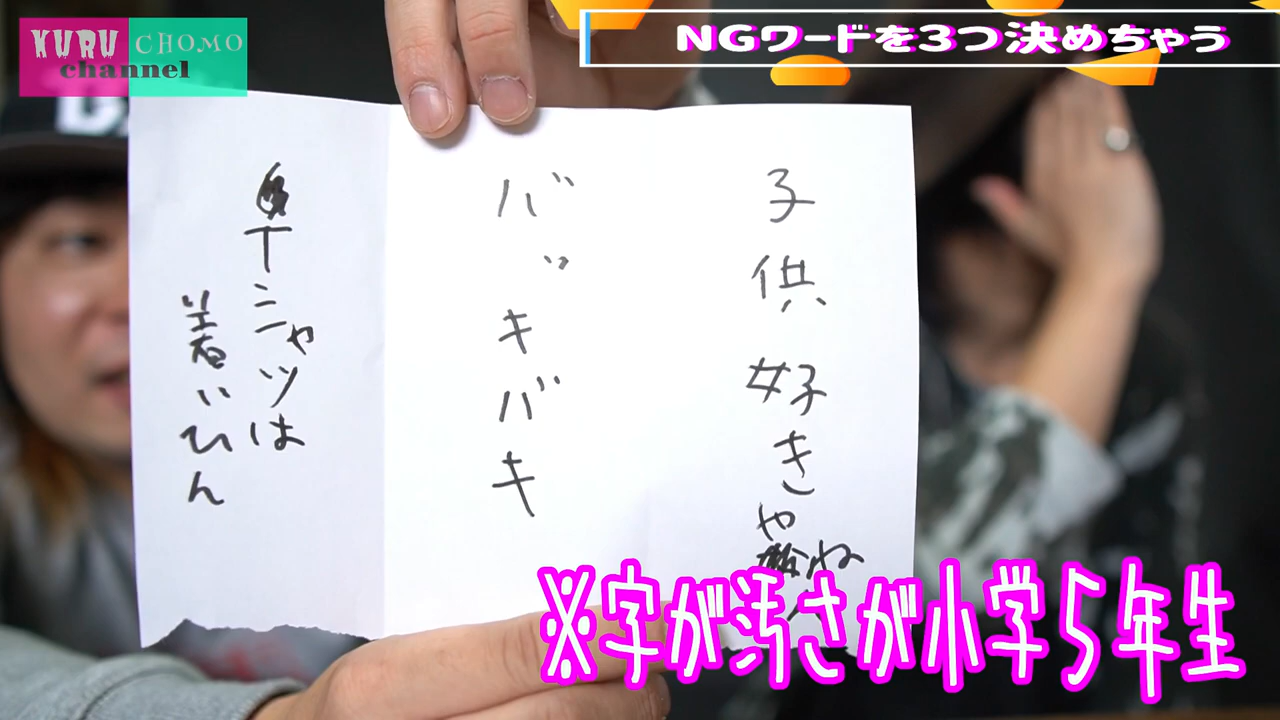 KURU CHOMO
channel
NGワードを3つ決めちゃう
子供好きやね
バッキバキ
Tシャツは
着いひん
※字が汚さが小学5年生